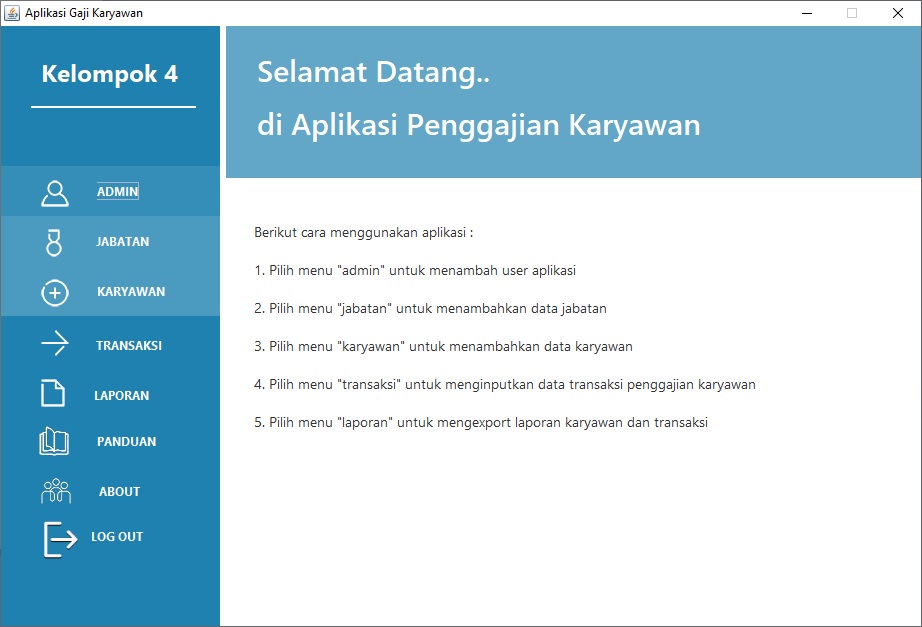 Aplikasi Gaji Karyawan
Kelompok 4
ADMIN
JABATAN
KARYAWAN
TRANSAKSI
LAPORAN
PANDUAN
ABOUT
LOG OUT
Selamat Datang..
di Aplikasi Penggajian Karyawan
Berikut cara menggunakan aplikasi :
1. Pilih menu "admin" untuk menambah user aplikasi
2. Pilih menu "jabatan" untuk menambahkan data jabatan
3. Pilih menu "karyawan" untuk menambahkan data karyawan
4. Pilih menu "transaksi" untuk menginputkan data transaksi penggajian karyawan
5. Pilih menu "laporan" untuk mengexport laporan karyawan dan transaksi